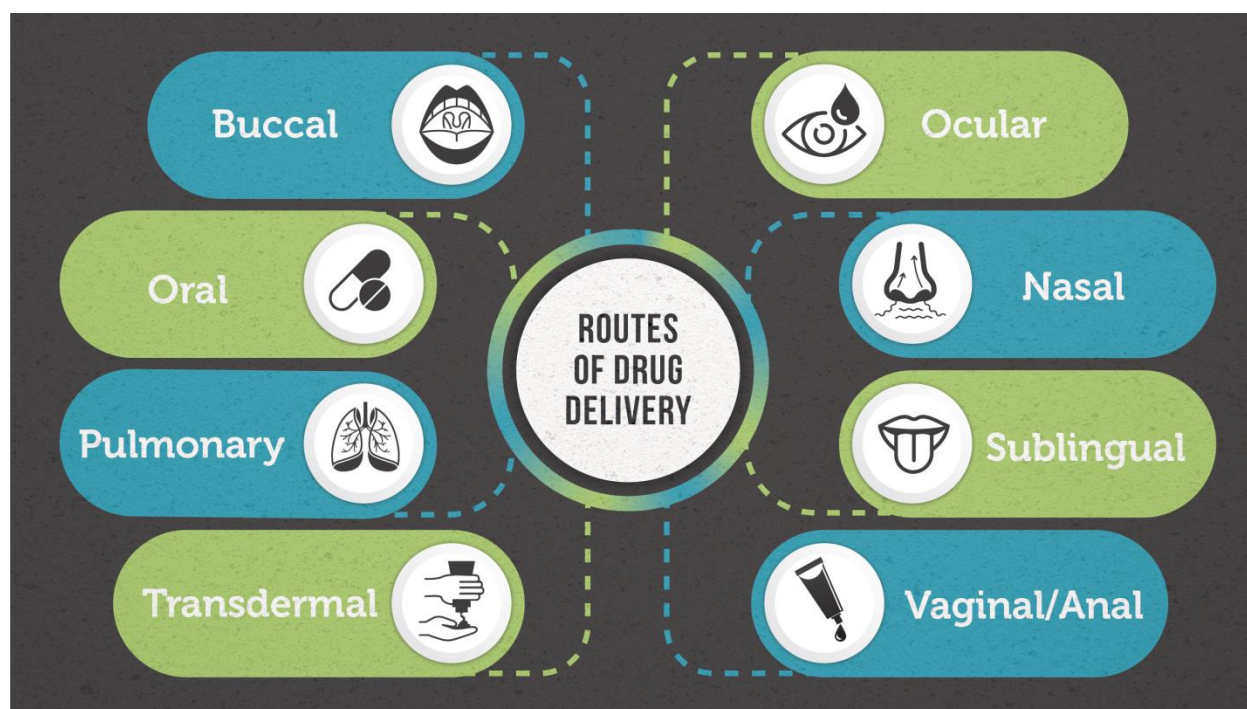 Buccal
Oral
Pulmonary
Transdermal
ROUTES
OF DRUG
DELIVERY
Ocular
Nasal
Sublingual
Vaginal/Anal